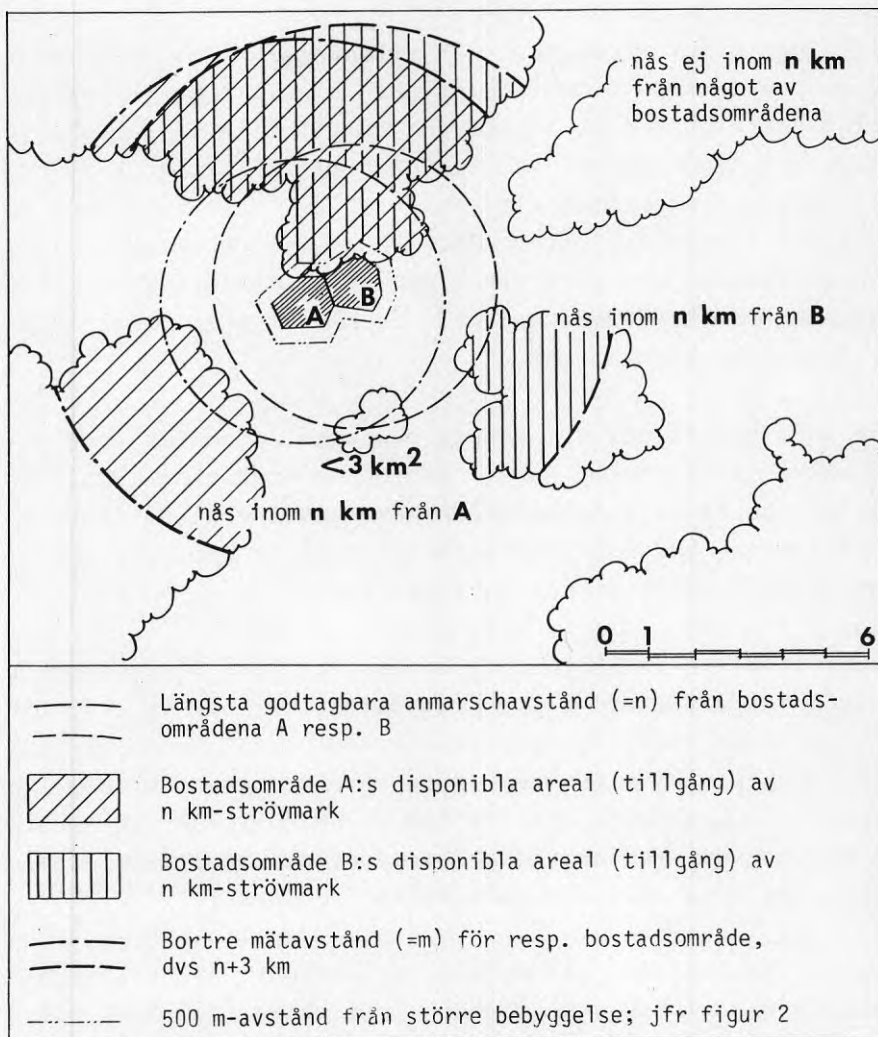 nås ej inom n km
från något av
bostadsområdena
A
B
nås inom n km från B
<3 km²
nås inom n km från A
0 1 6
Längsta godtagbara anmarschavstånd (=n) från bostads-
områdena A resp. B
Bostadsområde A:s disponibla areal (tillgång) av
n km-strövmark
Bostadsområde B:s disponibla areal (tillgång) av
n km-strövmark
Bortre mätavstånd (=m) för resp. bostadsområde,
dvs n+3 km
500 m-avstånd från större bebyggelse; jfr figur 2